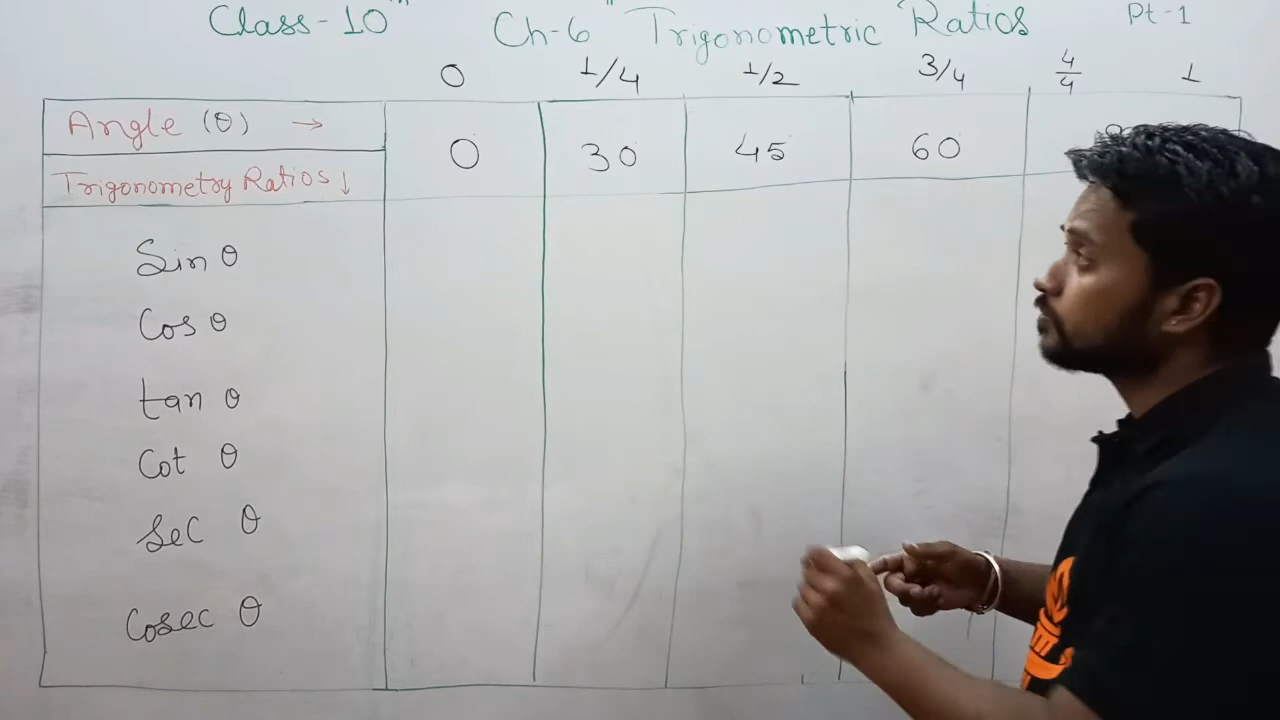 Class-10th Ch-6 "Trigonometric Ratios Pt-1
0 1/4 1/2 3/4 4/4 1
Angle (θ) → 0 30 45 60
Trigonometry Ratios ↓
Sin θ
Cos θ
tan θ
Cot θ
Sec θ
Cosec θ